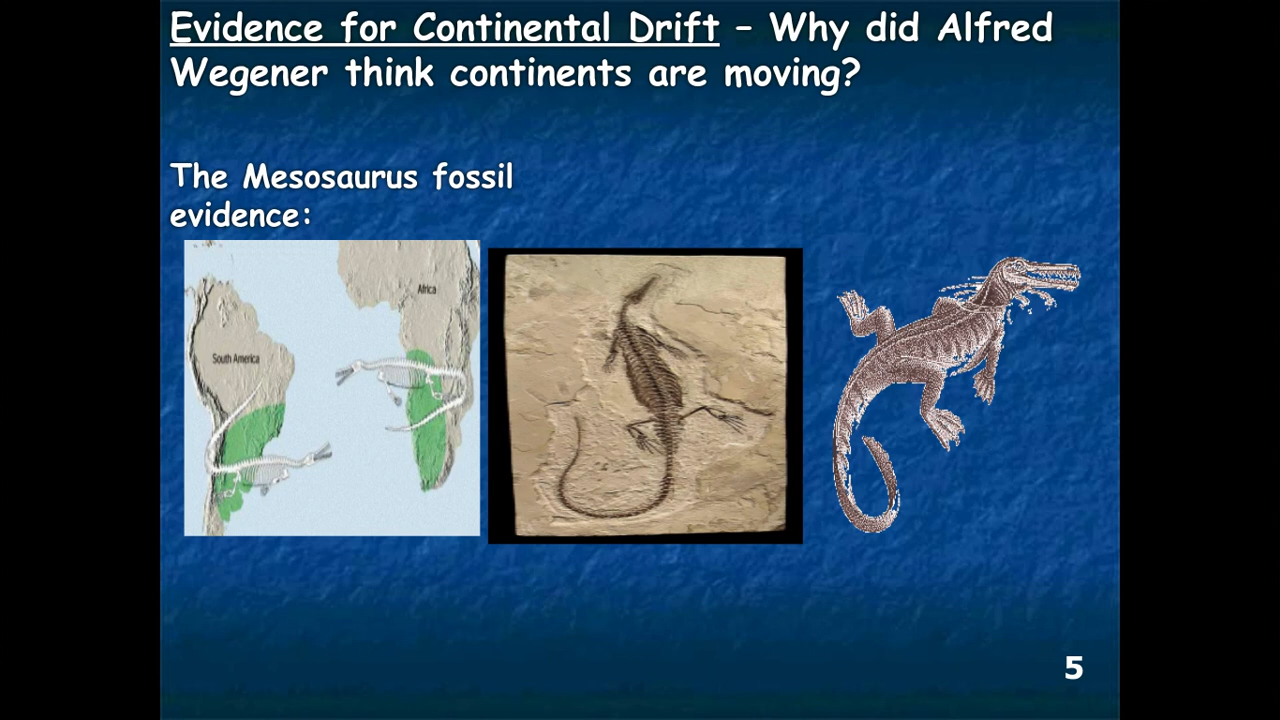 Evidence for Continental Drift – Why did Alfred
Wegener think continents are moving?
The Mesosaurus fossil
evidence:
Africa
South America
5